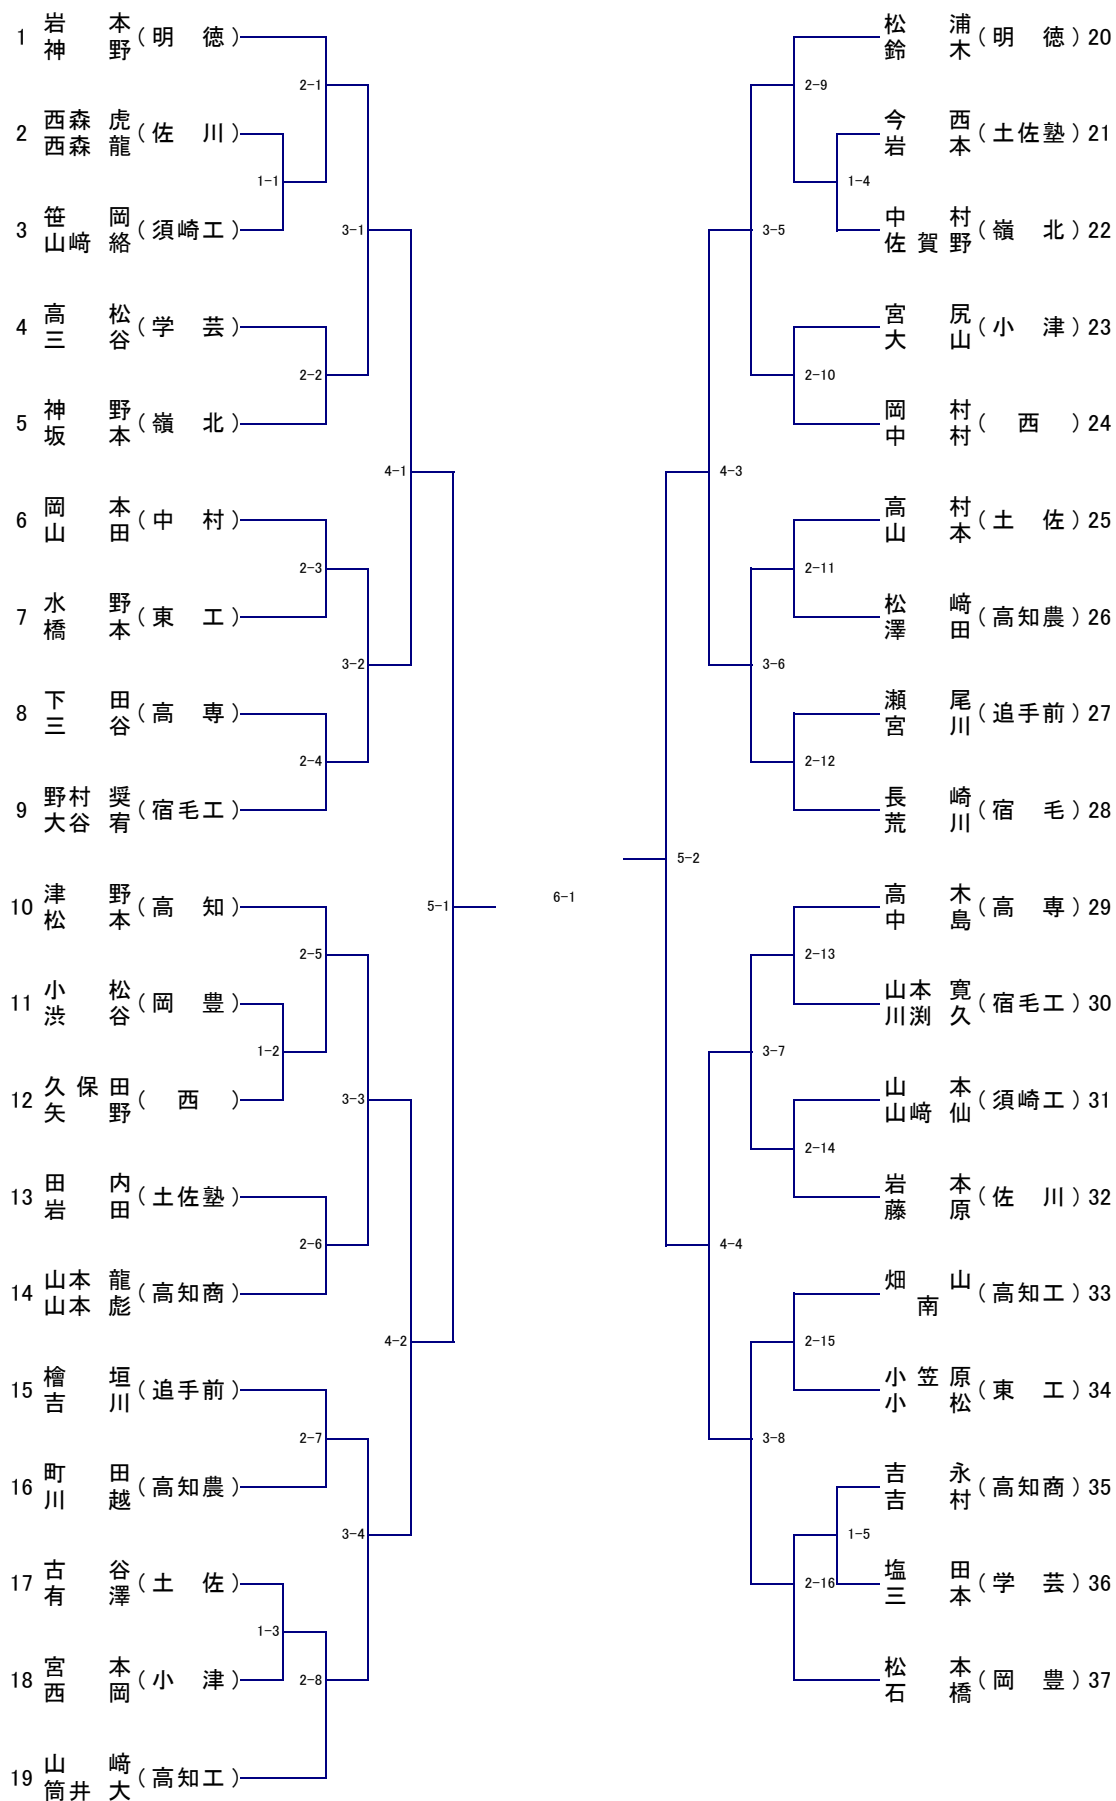 1 岩本 神野 (明徳)
2-1
2 西森虎 西森龍 (佐川)
1-1
3 笹岡 山﨑絡 (須崎工)
3-1
4 高松 三谷 (学芸)
2-2
5 神野 坂本 (嶺北)
4-1
6 岡本 山田 (中村)
2-3
7 水野 橋本 (東工)
3-2
8 下田 三谷 (高専)
2-4
9 野村奨 大谷宥 (宿毛工)
10 津野 松本 (高知)
5-1
2-5
11 小松 渋谷 (岡豊)
1-2
12 久保田 矢野 (西)
3-3
13 田内 岩田 (土佐塾)
2-6
14 山本龍 山本彪 (高知商)
4-2
15 檜垣 吉川 (追手前)
2-7
16 町田 川越 (高知農)
3-4
17 古谷 有澤 (土佐)
1-3
18 宮本 西岡 (小津)
2-8
19 山﨑 筒井大 (高知工)
6-1
松浦 鈴木 (明徳) 20
2-9
今西 岩本 (土佐塾) 21
1-4
中村 佐賀野 (嶺北) 22
3-5
宮尻 大山 (小津) 23
2-10
岡村 中村 (西) 24
4-3
高村 山本 (土佐) 25
2-11
松﨑 澤田 (高知農) 26
3-6
瀬尾 宮川 (追手前) 27
2-12
長崎 荒川 (宿毛) 28
5-2
高木 中島 (高専) 29
2-13
山本寛 川渕久 (宿毛工) 30
3-7
山本 山﨑仙 (須崎工) 31
2-14
岩本 藤原 (佐川) 32
4-4
畑山 南 (高知工) 33
2-15
小笠原 小松 (東工) 34
3-8
吉永 吉村 (高知商) 35
1-5
塩田 三本 (学芸) 36
2-16
松本 石橋 (岡豊) 37